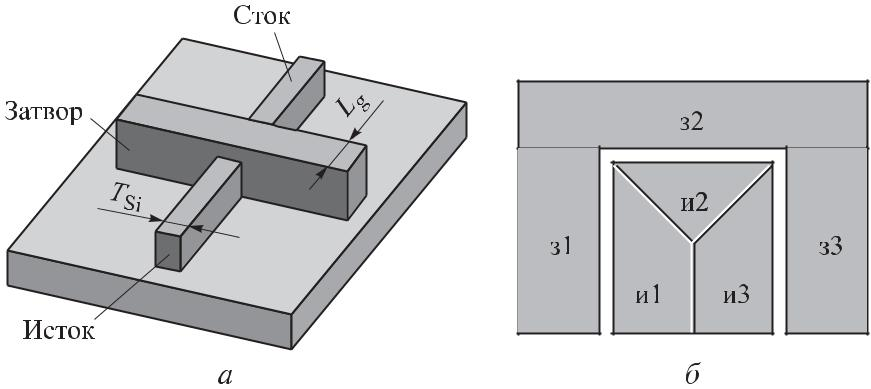 Сток
Затвор
L_g
T_Si
Исток
а
з2
и2
з1
з3
и1
и3
б